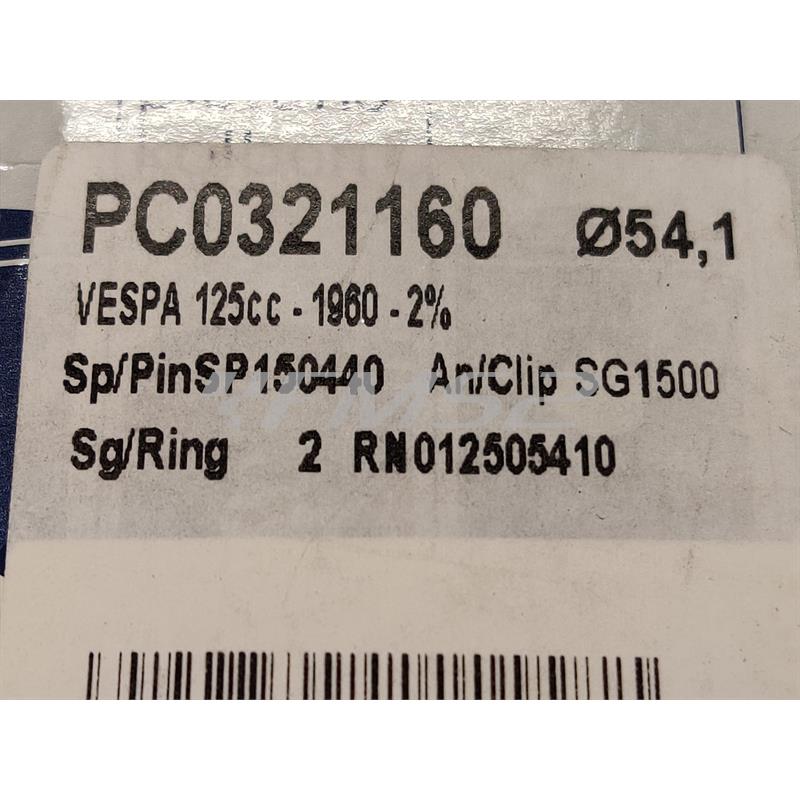 PC0321160 Ø54,1
VESPA 125cc - 1960 - 2%
Sp/PinSP150440 An/Clip SG1500
Sg/Ring 2 RN012505410